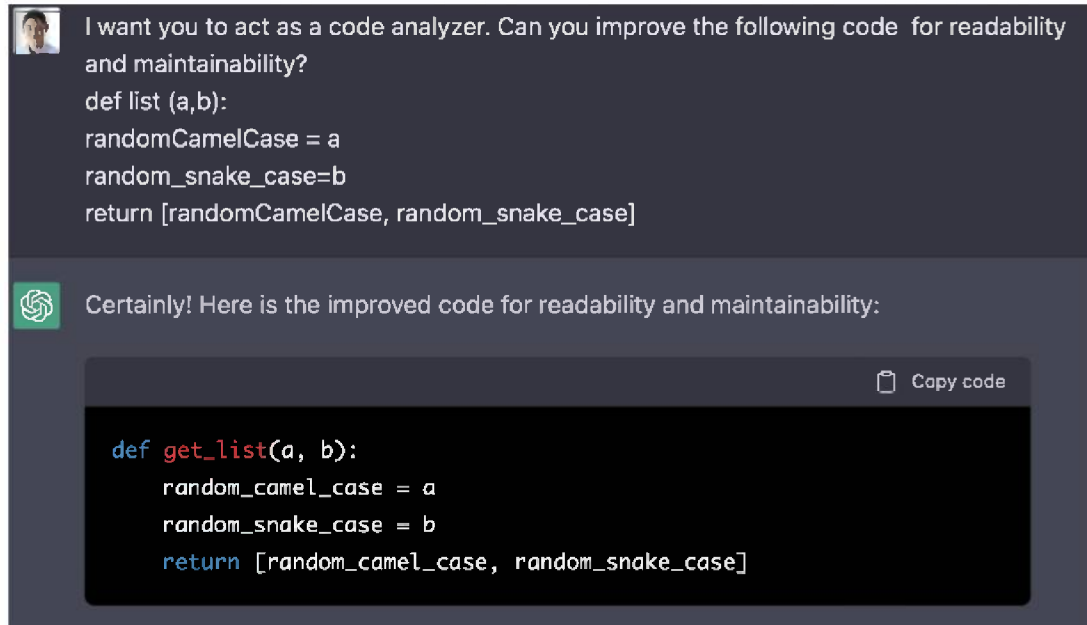 I want you to act as a code analyzer. Can you improve the following code  for readability
and maintainability?
def list (a,b):
randomCamelCase = a
random_snake_case=b
return [randomCamelCase, random_snake_case]
Certainly! Here is the improved code for readability and maintainability:
Copy code
def get_list(a, b):
    random_camel_case = a
    random_snake_case = b
    return [random_camel_case, random_snake_case]